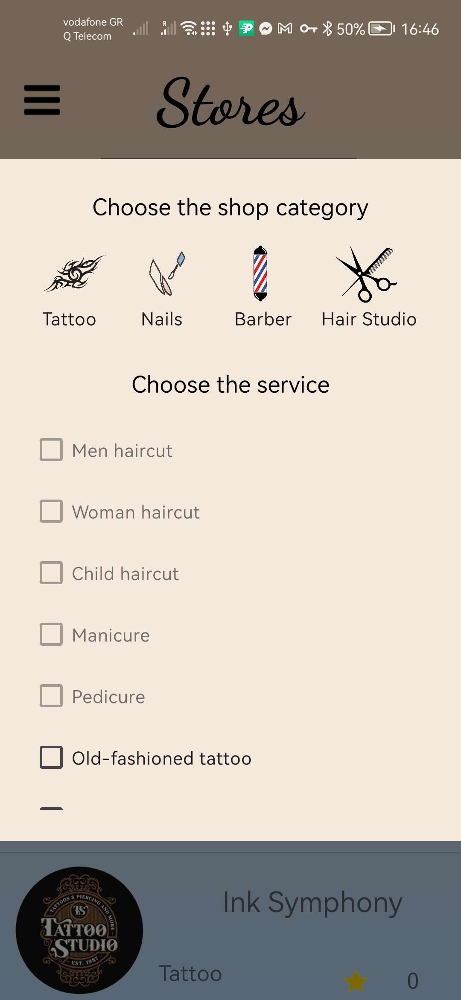 vodafone GR
Q Telecom
R
50%
16:46
Stores
Choose the shop category
Tattoo
Nails
Barber
Hair Studio
Choose the service
Men haircut
Woman haircut
Child haircut
Manicure
Pedicure
Old-fashioned tattoo
TATTOOS & PIERCING AND MORE
TS
TATTOO
STUDIO
EST. 1987
Ink Symphony
Tattoo
0